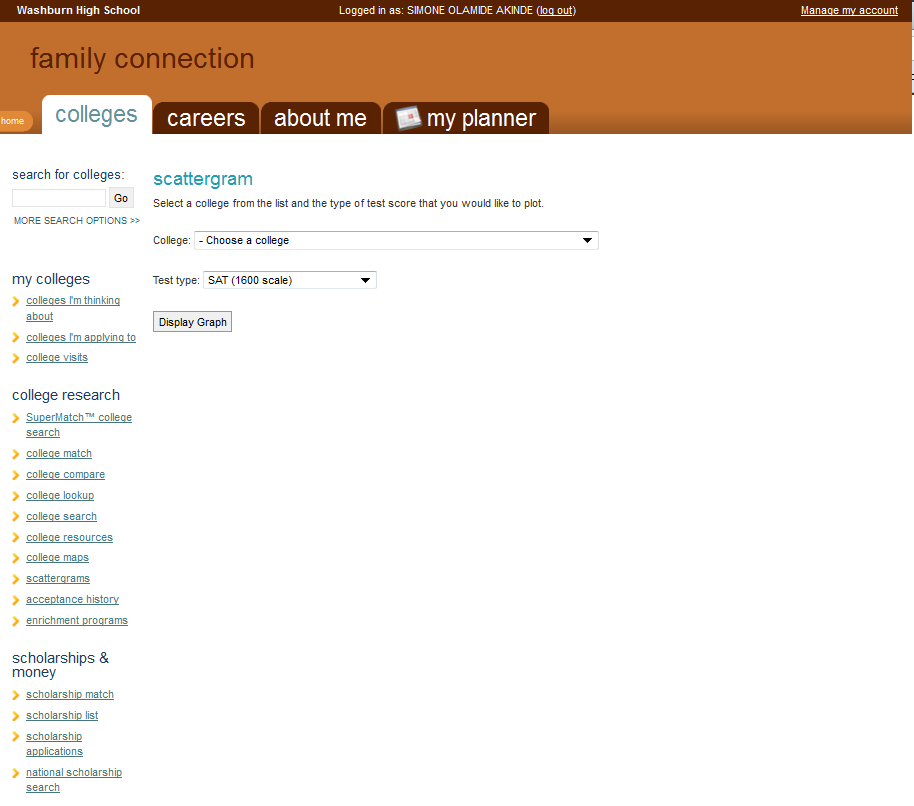 Washburn High School
Logged in as: SIMONE OLAMIDE AKINDE (log out)
Manage my account
family connection
home
colleges
careers
about me
my planner
search for colleges:
Go
MORE SEARCH OPTIONS >>
my colleges
colleges I'm thinking
about
colleges I'm applying to
college visits
college research
SuperMatch™ college
search
college match
college compare
college lookup
college search
college resources
college maps
scattergrams
acceptance history
enrichment programs
scholarships &
money
scholarship match
scholarship list
scholarship
applications
national scholarship
search
scattergram
Select a college from the list and the type of test score that you would like to plot.
College: - Choose a college
Test type: SAT (1600 scale)
Display Graph